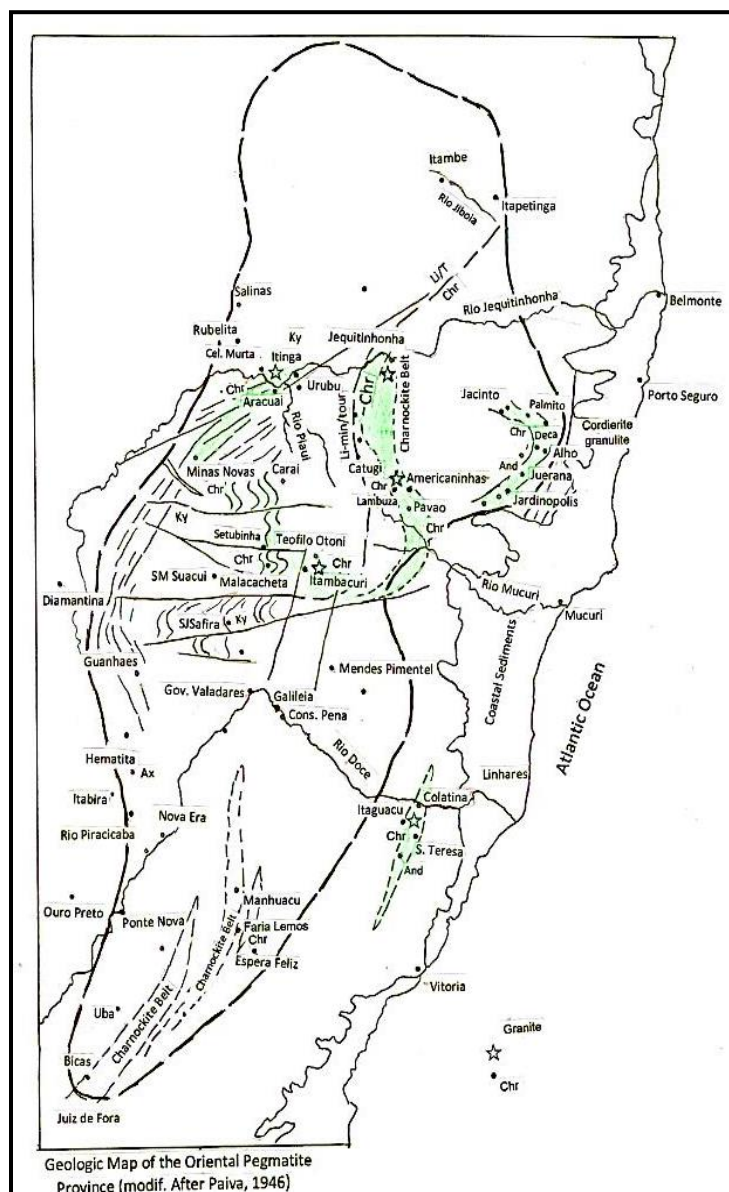 Itambe
Rio Jiboia
Itapetinga
Li/T
Chr
Salinas
Rio Jequitinhonha
Belmonte
Rubelita
Ky
Jequitinhonha
Cel. Murta
Itinga
Chr
Urubu
Aracuai
Rio Piaui
Li-min/tour
Chr
Charnockite Belt
Jacinto
Palmito
Porto Seguro
Chr
Deca
Cordierite
granulite
And
Alho
Minas Novas
Carai
Catugi
Americaninhas
Juerana
Chr
Chr
Lambuza
Pavao
Jardinopolis
Ky
Chr
Setubinha
Teofilo Otoni
Chr
Chr
SM Suacui
Malacacheta
Itambacuri
Rio Mucuri
Diamantina
Mucuri
SJSafira
Ky
Guanhaes
Mendes Pimentel
Coastal Sediments
Atlantic Ocean
Gov. Valadares
Galileia
Cons. Pena
Rio Doce
Hematita
Ax
Linhares
Itabira
Colatina
Nova Era
Itaguacu
Rio Piracicaba
Chr
S. Teresa
And
Manhuacu
Ouro Preto
Ponte Nova
Faria Lemos
Chr
Charnockite Belt
Espera Feliz
Vitoria
Uba
Charnockite Belt
Granite
Bicas
Chr
Juiz de Fora
Geologic Map of the Oriental Pegmatite
Province (modif. After Paiva, 1946)